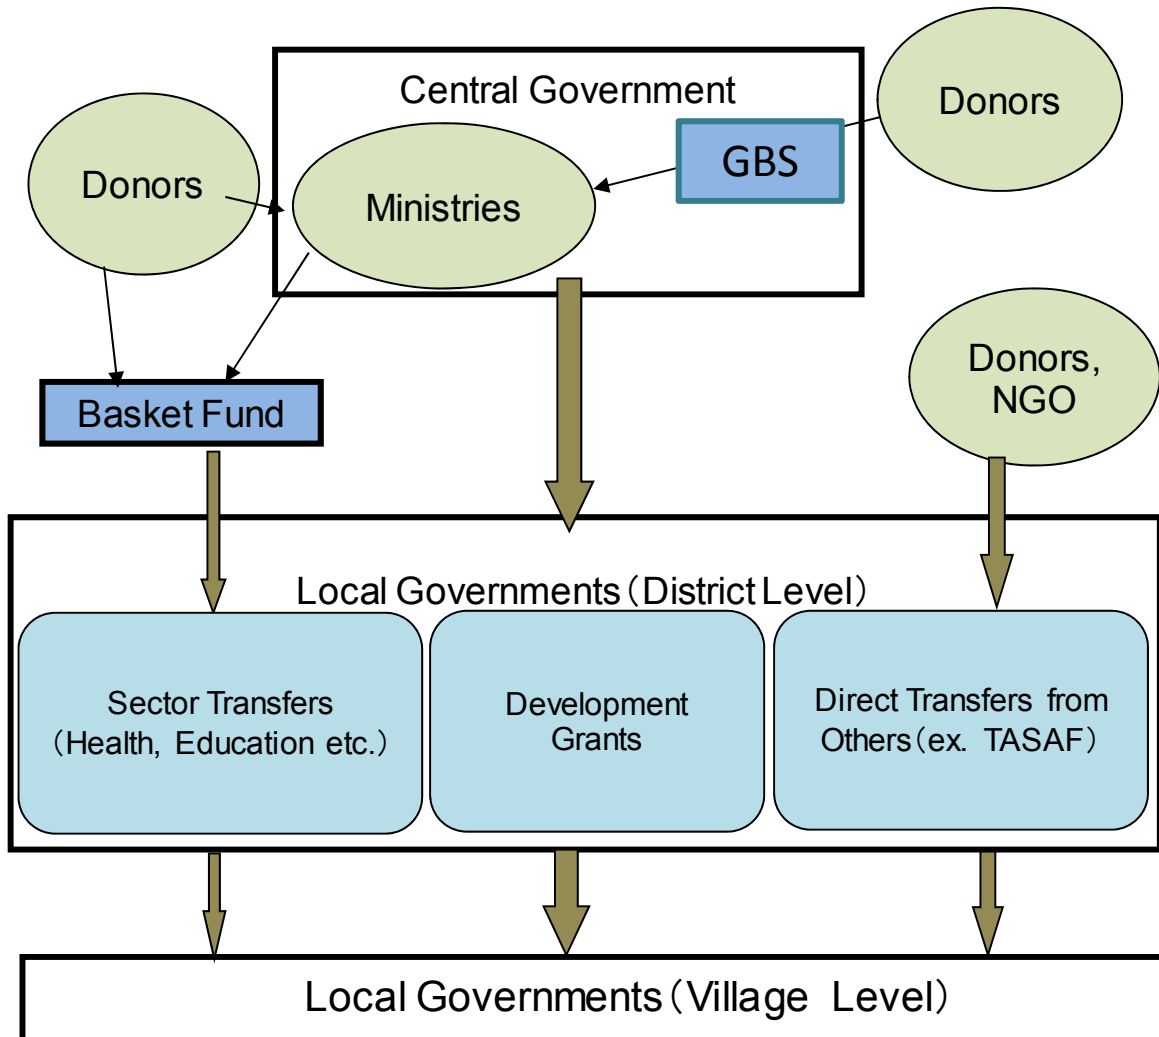 Central Government
Donors
GBS
Donors
Ministries
Donors,
NGO
Basket Fund
Local Governments（District Level）
Sector Transfers
（Health, Education etc.）
Development
Grants
Direct Transfers from
Others（ex. TASAF）
Local Governments（Village Level）